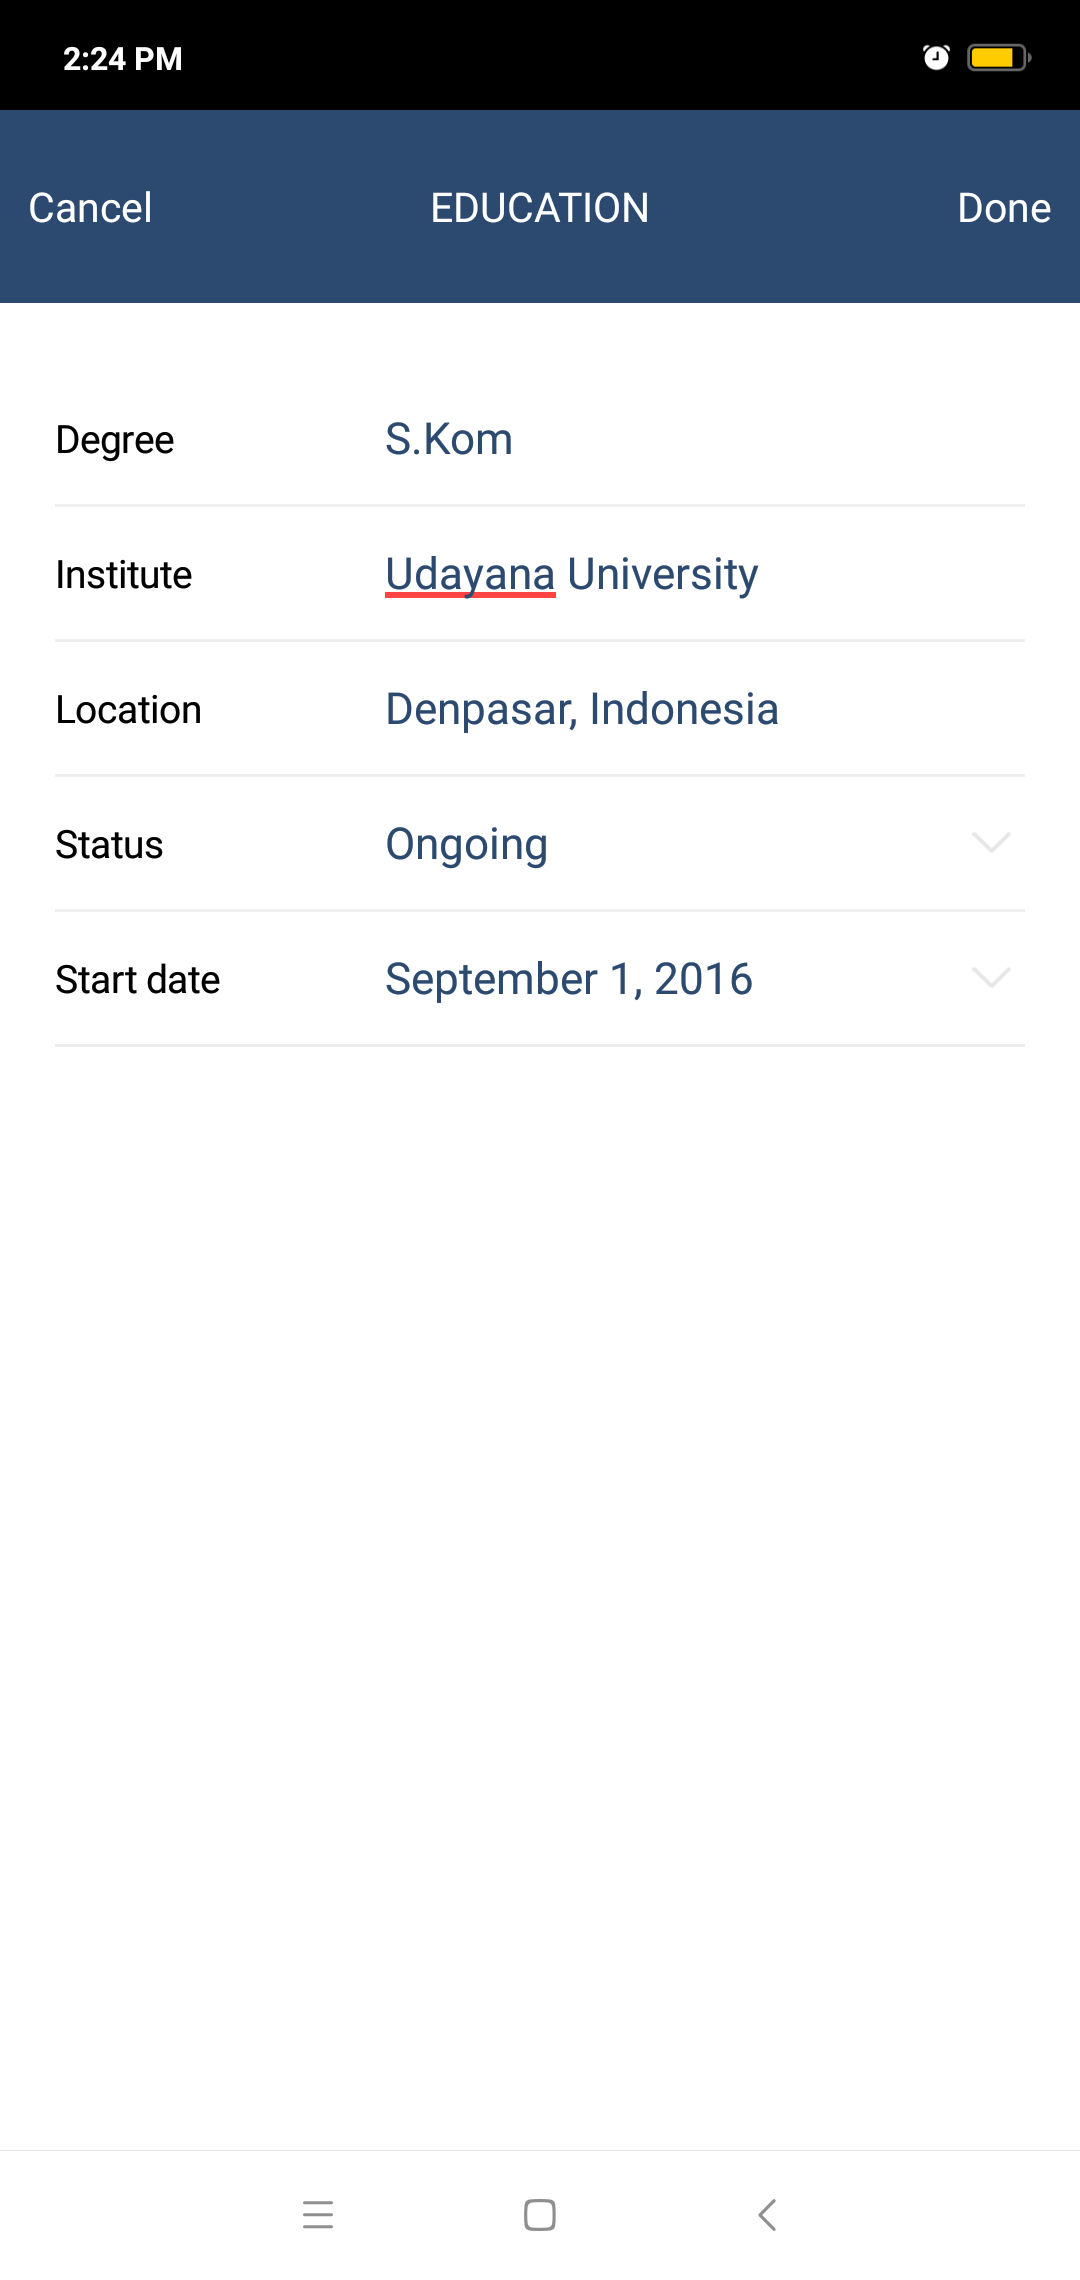 2:24 PM
Cancel EDUCATION Done
Degree S.Kom
Institute Udayana University
Location Denpasar, Indonesia
Status Ongoing
Start date September 1, 2016